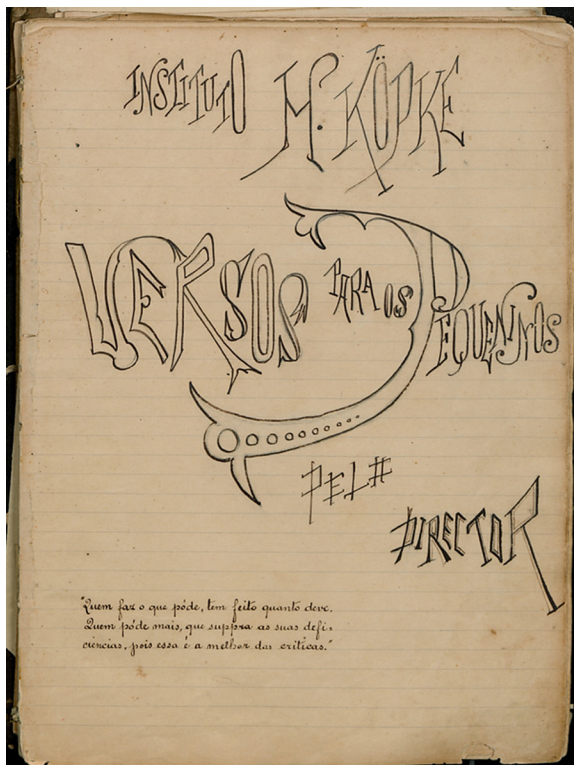 INSTITUTO H. KÖPKE
VERSOS PARA OS PEQUENINOS
PELO
DIRECTOR
"Quem faz o que póde, tem feito quanto deve.
Quem póde mais, que suppra as suas defi-
ciencias, pois essa é a melhor das criticas."